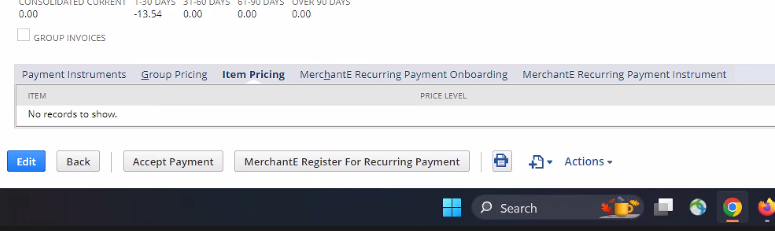 CONSOLIDATED CURRENT 1-30 DAYS 31-60 DAYS 61-90 DAYS OVER 90 DAYS
0.00 -13.54 0.00 0.00 0.00
GROUP INVOICES
Payment Instruments Group Pricing Item Pricing MerchantE Recurring Payment Onboarding MerchantE Recurring Payment Instrument
ITEM PRICE LEVEL
No records to show.
Edit Back Accept Payment MerchantE Register For Recurring Payment Actions
Search